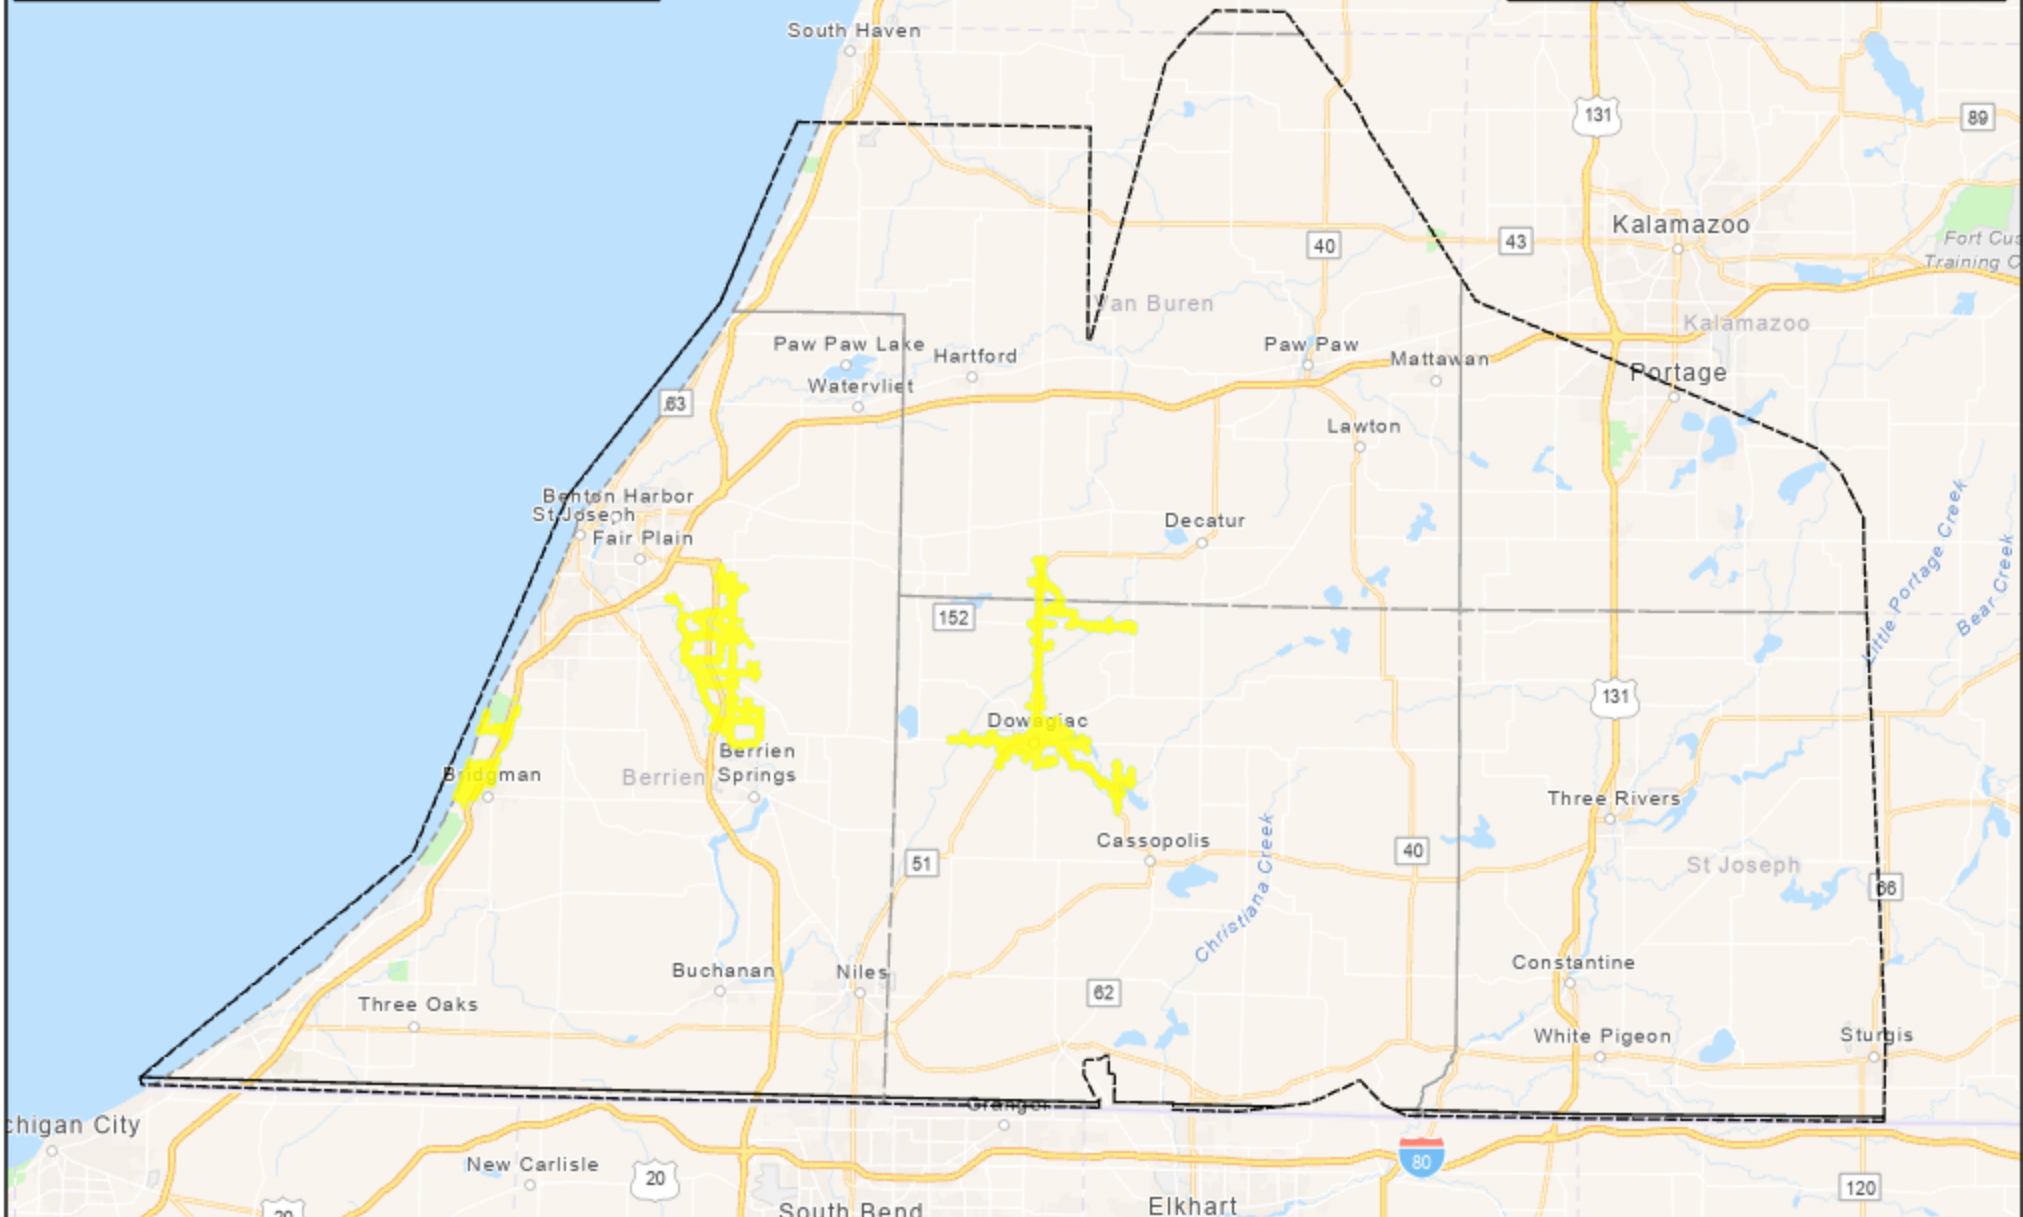 South Haven
131
89
Kalamazoo
40
43
Fort Cus
Training C
Van Buren
Kalamazoo
Paw Paw Lake
Hartford
Paw Paw
Mattawan
Portage
Watervliet
63
Lawton
Benton Harbor
St Joseph
Fair Plain
Decatur
Little Portage Creek
Bear Creek
152
131
Dowagiac
Bridgman
Berrien
Berrien
Springs
Three Rivers
Cassopolis
51
40
St Joseph
66
Christiana Creek
Buchanan
Niles
62
Constantine
Three Oaks
White Pigeon
Sturgis
Granger
chigan City
New Carlisle
20
80
120
20
South Bend
Elkhart